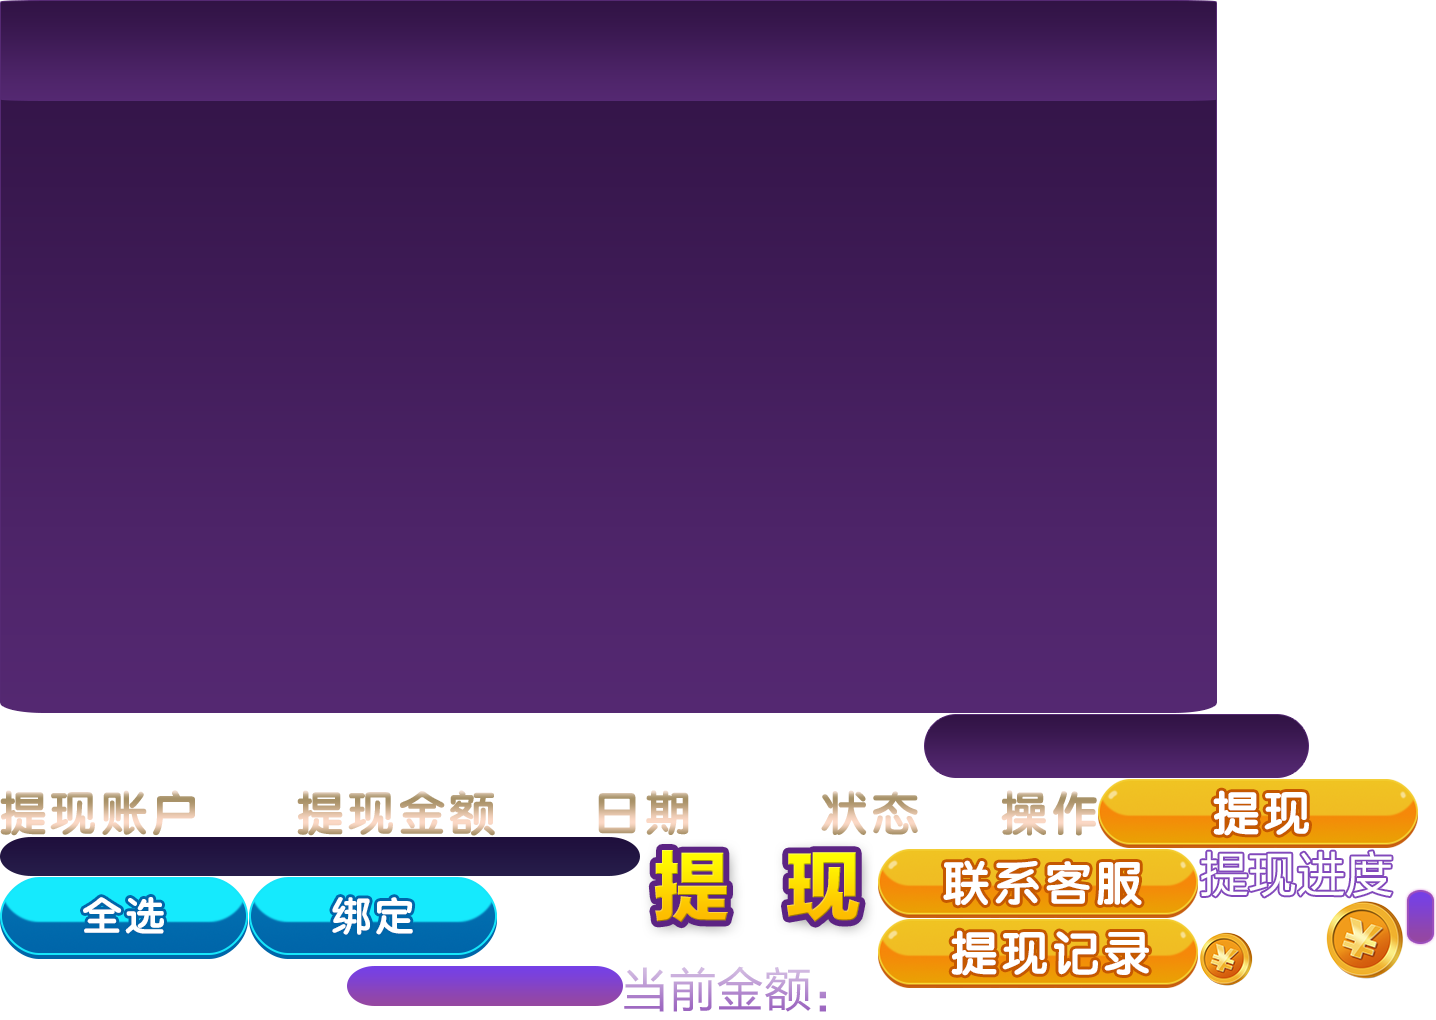 提现账户 提现金额 日期 状态 操作
提现
提 现
联系客服
提现进度
全选
绑定
提现记录
当前金额：